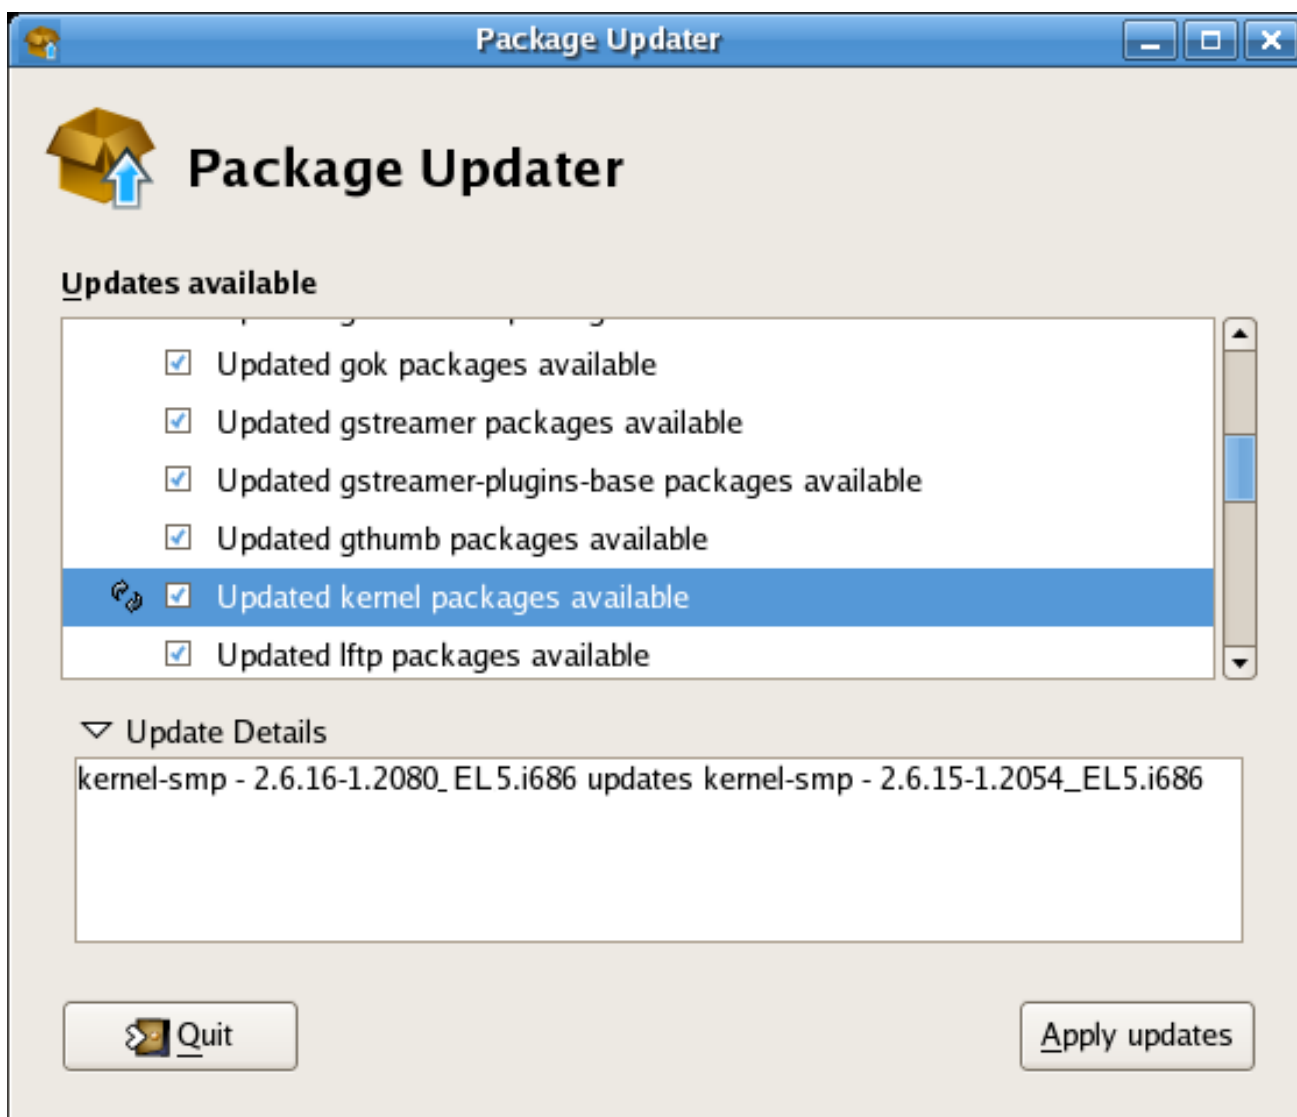 Package Updater
Package Updater
Updates available
Updated gok packages available
Updated gstreamer packages available
Updated gstreamer-plugins-base packages available
Updated gthumb packages available
Updated kernel packages available
Updated lftp packages available
Update Details
kernel-smp - 2.6.16-1.2080_EL5.i686 updates kernel-smp - 2.6.15-1.2054_EL5.i686
Quit
Apply updates